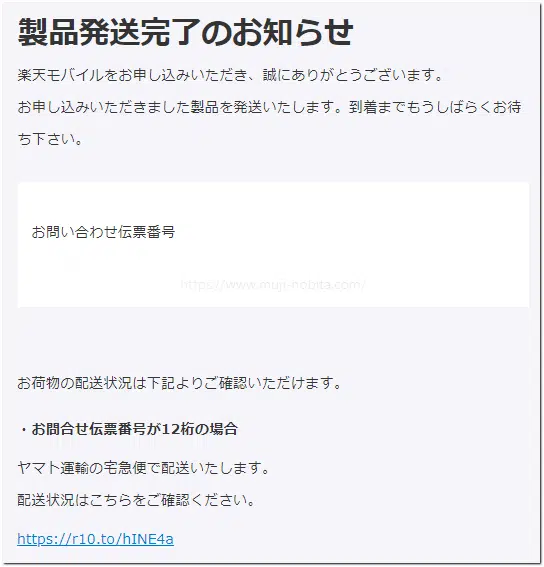 製品発送完了のお知らせ
楽天モバイルをお申し込みいただき、誠にありがとうございます。
お申し込みいただきました製品を発送いたします。到着までもうしばらくお待
ち下さい。
お問い合わせ伝票番号
https://www.muji-nobita.com/
お荷物の配送状況は下記よりご確認いただけます。
・お問合せ伝票番号が12桁の場合
ヤマト運輸の宅急便で配送いたします。
配送状況はこちらをご確認ください。
https://r10.to/hINE4a